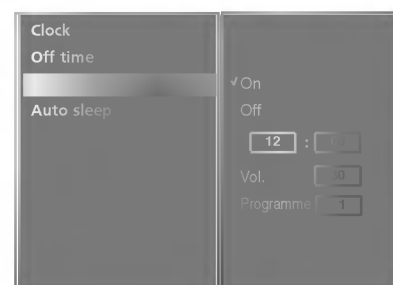 Clock
Off time
Auto sleep
✓On
Off
12 :
Vol. 30
Programme 1